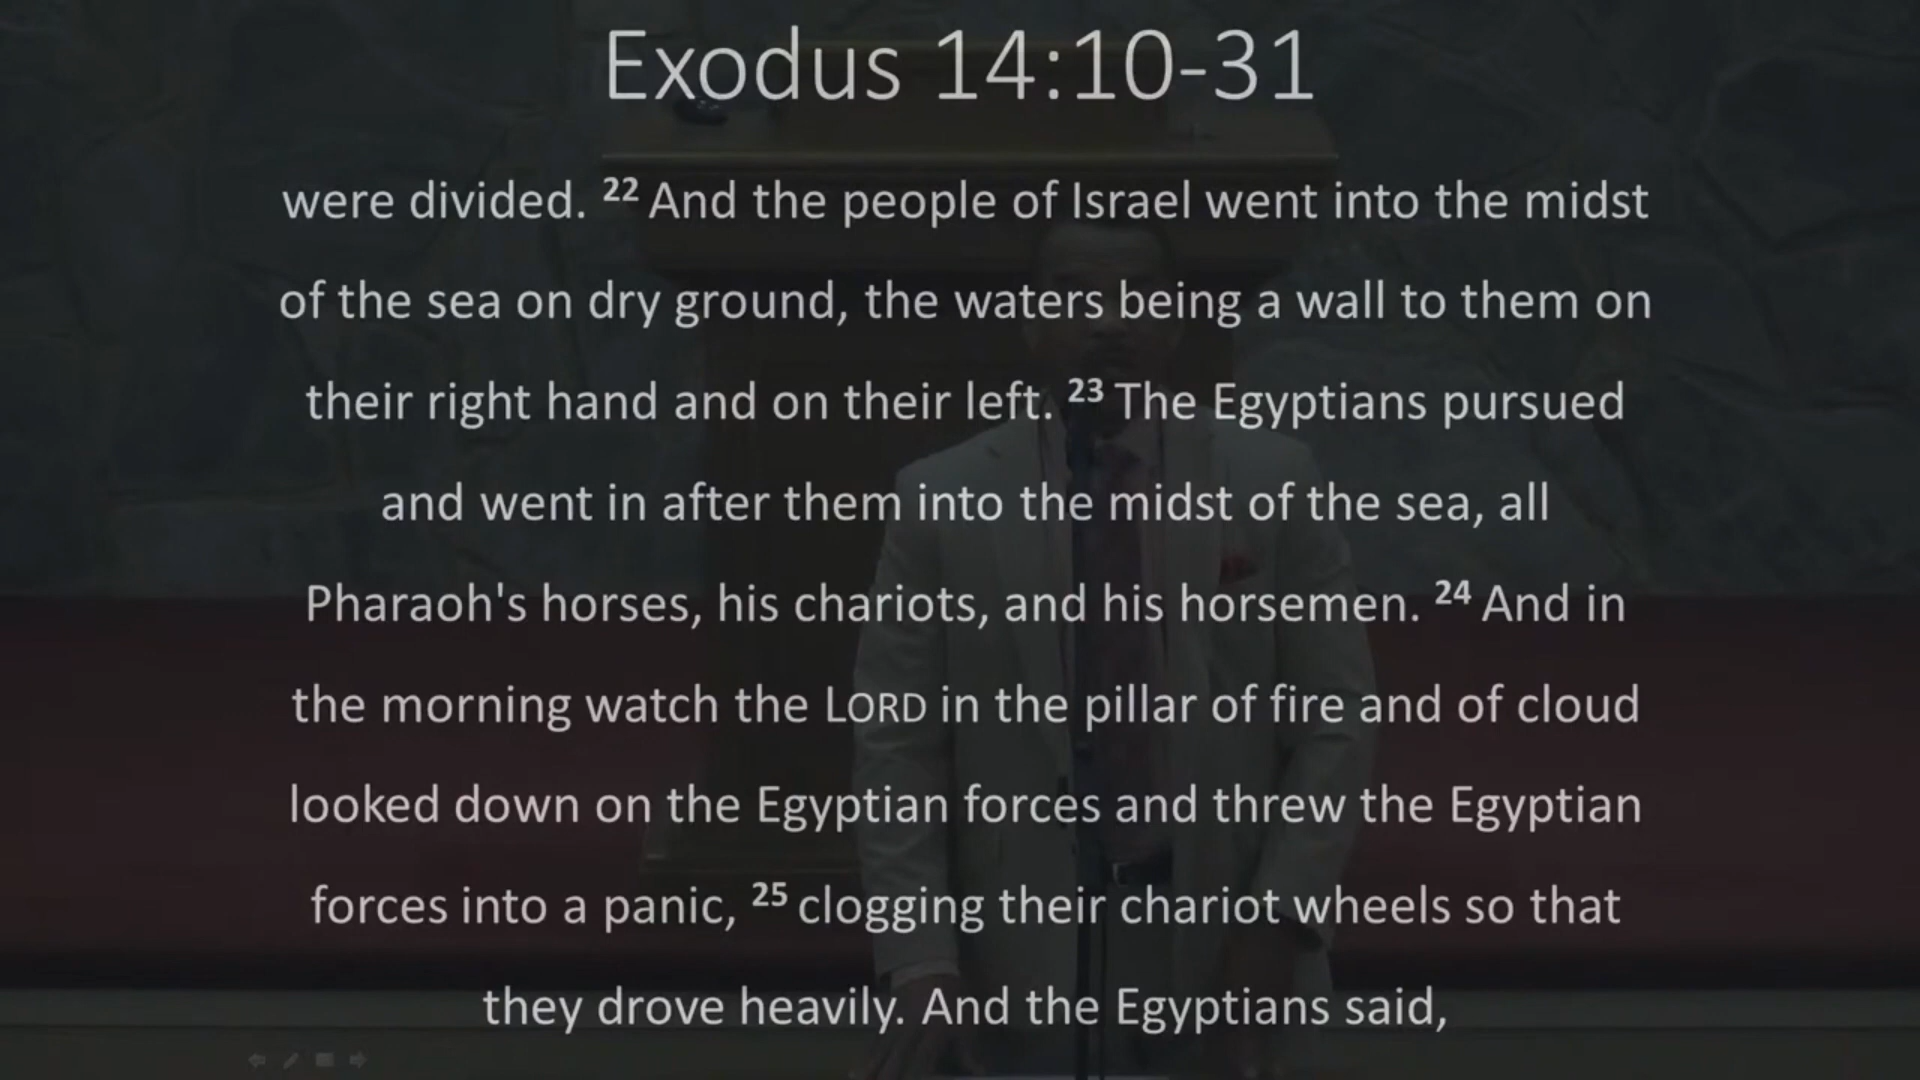 Exodus 14:10-31
were divided. 22 And the people of Israel went into the midst
of the sea on dry ground, the waters being a wall to them on
their right hand and on their left. 23 The Egyptians pursued
and went in after them into the midst of the sea, all
Pharaoh's horses, his chariots, and his horsemen. 24 And in
the morning watch the LORD in the pillar of fire and of cloud
looked down on the Egyptian forces and threw the Egyptian
forces into a panic, 25 clogging their chariot wheels so that
they drove heavily. And the Egyptians said,